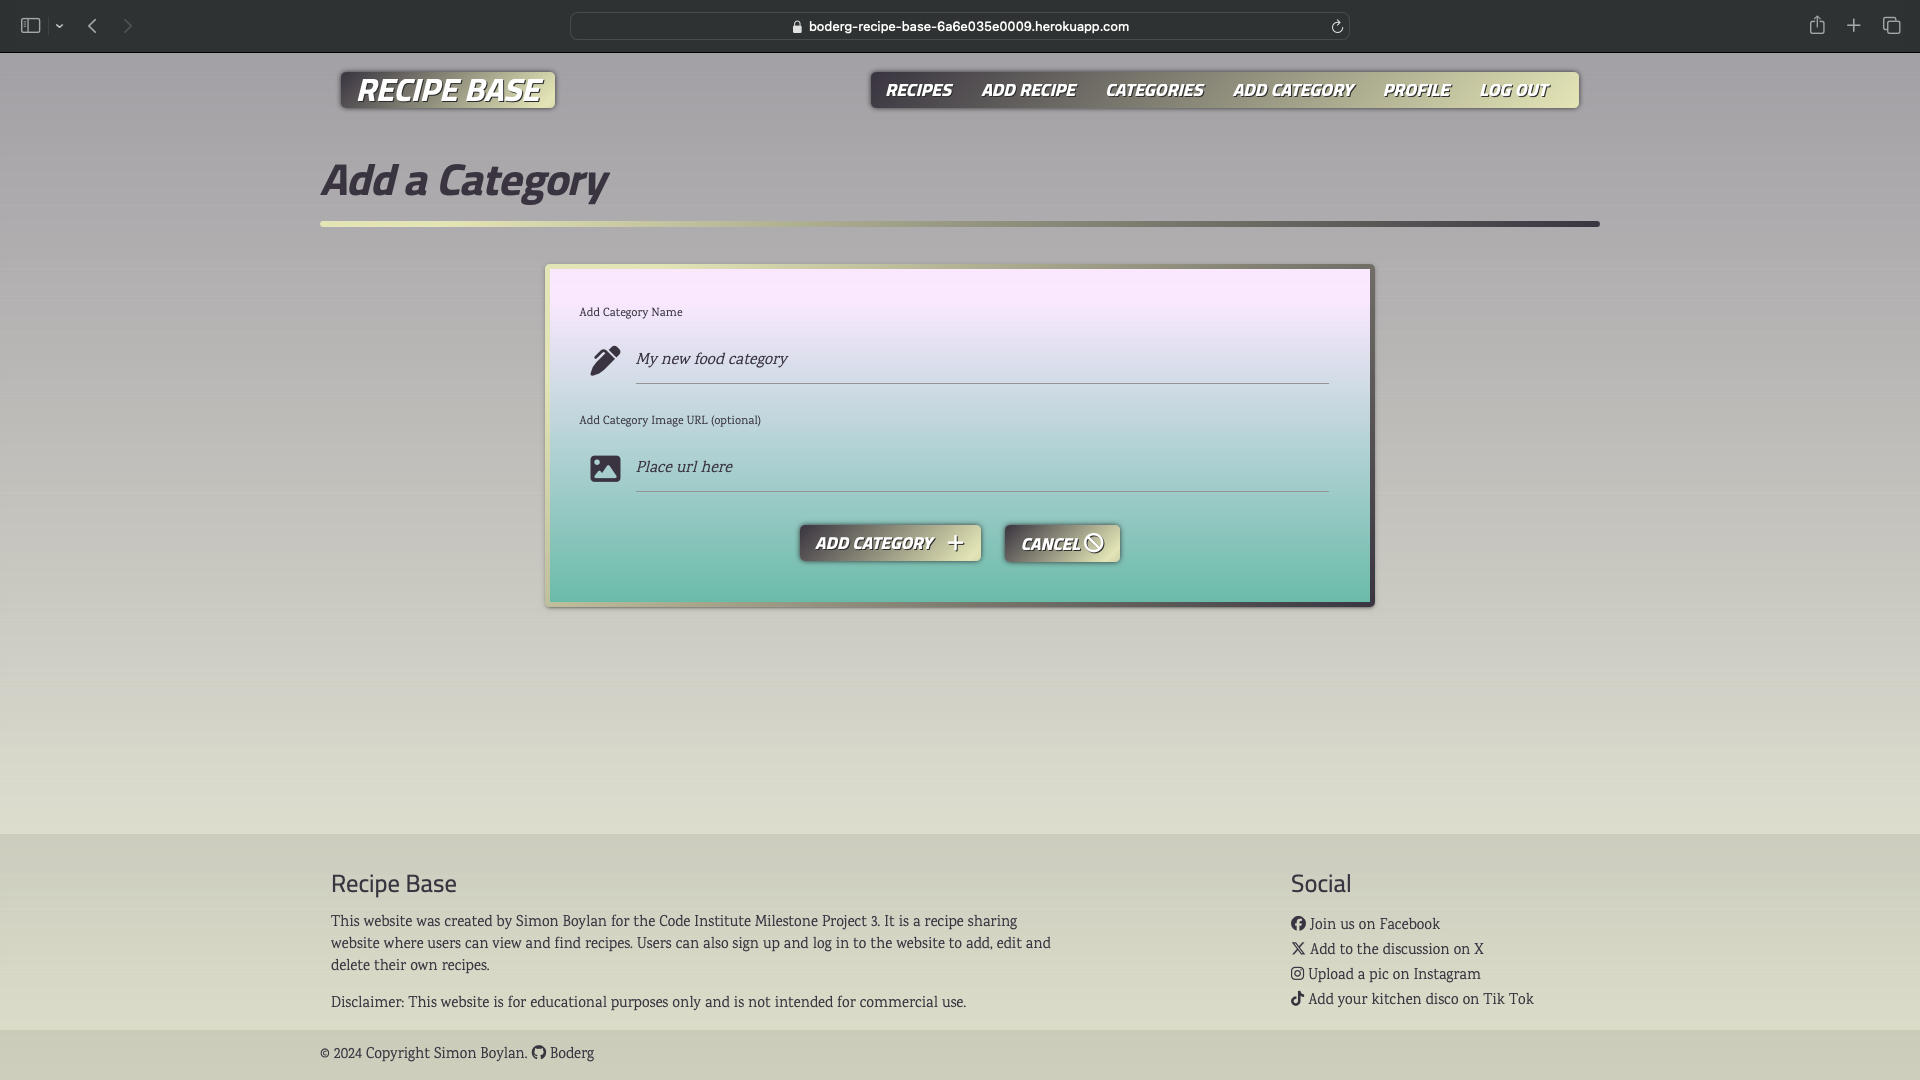 boderg-recipe-base-6a6e035e0009.herokuapp.com
RECIPE BASE
RECIPES ADD RECIPE CATEGORIES ADD CATEGORY PROFILE LOG OUT
Add a Category
Add Category Name
My new food category
Add Category Image URL (optional)
Place url here
ADD CATEGORY
CANCEL
Recipe Base
This website was created by Simon Boylan for the Code Institute Milestone Project 3. It is a recipe sharing
website where users can view and find recipes. Users can also sign up and log in to the website to add, edit and
delete their own recipes.
Disclaimer: This website is for educational purposes only and is not intended for commercial use.
Social
Join us on Facebook
Add to the discussion on X
Upload a pic on Instagram
Add your kitchen disco on Tik Tok
© 2024 Copyright Simon Boylan. Boderg